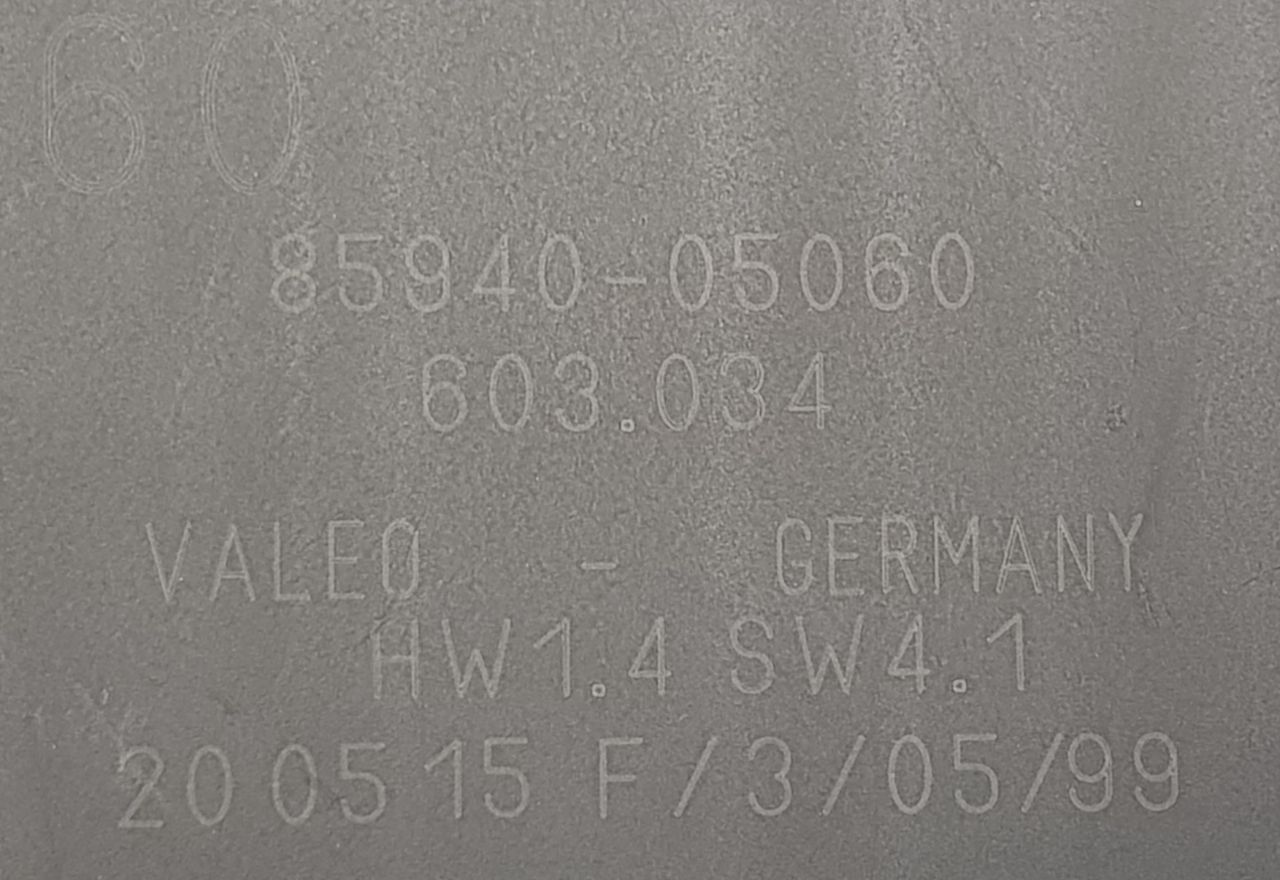 60
85940-05060
603.034
VALEO - GERMANY
HW1.4 SW4.1
20 05 15 F/3/05/99